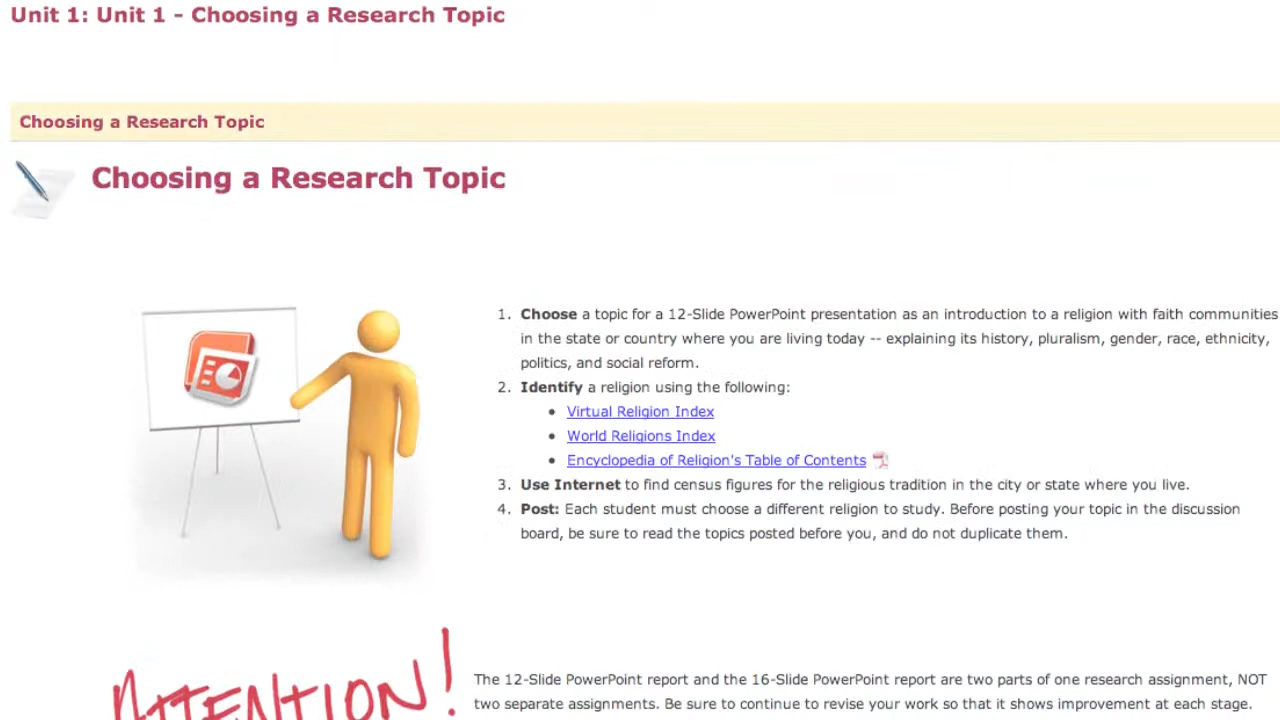 Unit 1: Unit 1 - Choosing a Research Topic
Choosing a Research Topic
Choosing a Research Topic
1. Choose a topic for a 12-Slide PowerPoint presentation as an introduction to a religion with faith communities
in the state or country where you are living today -- explaining its history, pluralism, gender, race, ethnicity,
politics, and social reform.
2. Identify a religion using the following:
• Virtual Religion Index
• World Religions Index
• Encyclopedia of Religion's Table of Contents
3. Use Internet to find census figures for the religious tradition in the city or state where you live.
4. Post: Each student must choose a different religion to study. Before posting your topic in the discussion
board, be sure to read the topics posted before you, and do not duplicate them.
ATTENTION!
The 12-Slide PowerPoint report and the 16-Slide PowerPoint report are two parts of one research assignment, NOT
two separate assignments. Be sure to continue to revise your work so that it shows improvement at each stage.